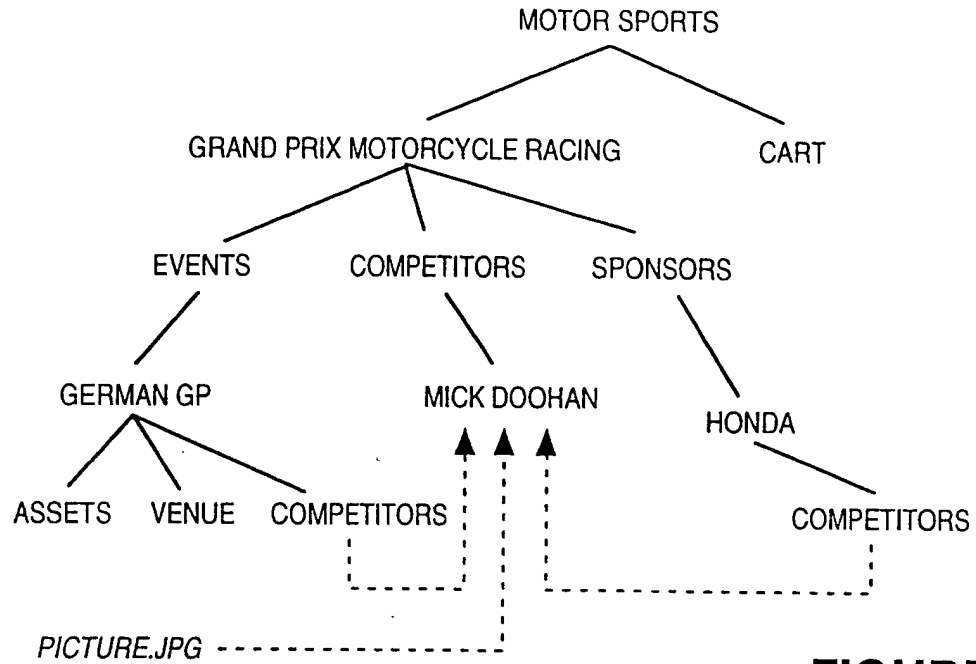 MOTOR SPORTS
GRAND PRIX MOTORCYCLE RACING
CART
EVENTS
COMPETITORS
SPONSORS
GERMAN GP
MICK DOOHAN
HONDA
ASSETS
VENUE
COMPETITORS
COMPETITORS
PICTURE.JPG